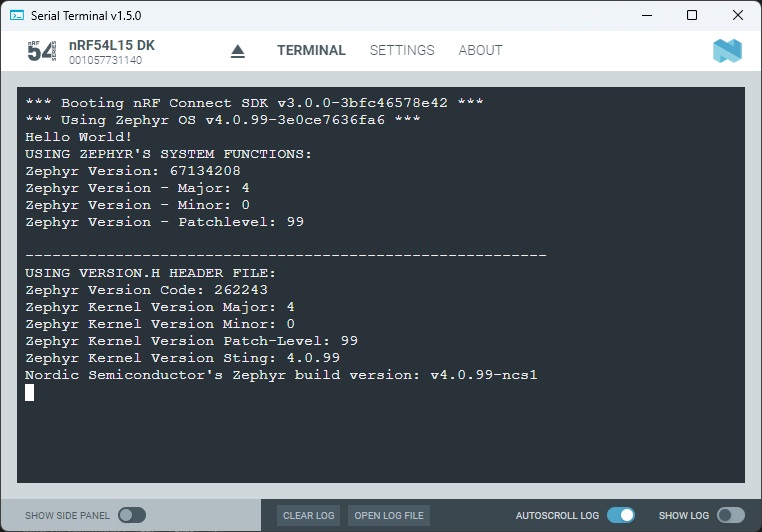 Serial Terminal v1.5.0
nRF 54 SERIES
nRF54L15 DK
001057731140
TERMINAL SETTINGS ABOUT
*** Booting nRF Connect SDK v3.0.0-3bfc46578e42 ***
*** Using Zephyr OS v4.0.99-3e0ce7636fa6 ***
Hello World!
USING ZEPHYR'S SYSTEM FUNCTIONS:
Zephyr Version: 67134208
Zephyr Version - Major: 4
Zephyr Version - Minor: 0
Zephyr Version - Patchlevel: 99
----------------------------------------------------------
USING VERSION.H HEADER FILE:
Zephyr Version Code: 262243
Zephyr Kernel Version Major: 4
Zephyr Kernel Version Minor: 0
Zephyr Kernel Version Patch-Level: 99
Zephyr Kernel Version Sting: 4.0.99
Nordic Semiconductor's Zephyr build version: v4.0.99-ncs1
SHOW SIDE PANEL CLEAR LOG OPEN LOG FILE AUTOSCROLL LOG SHOW LOG